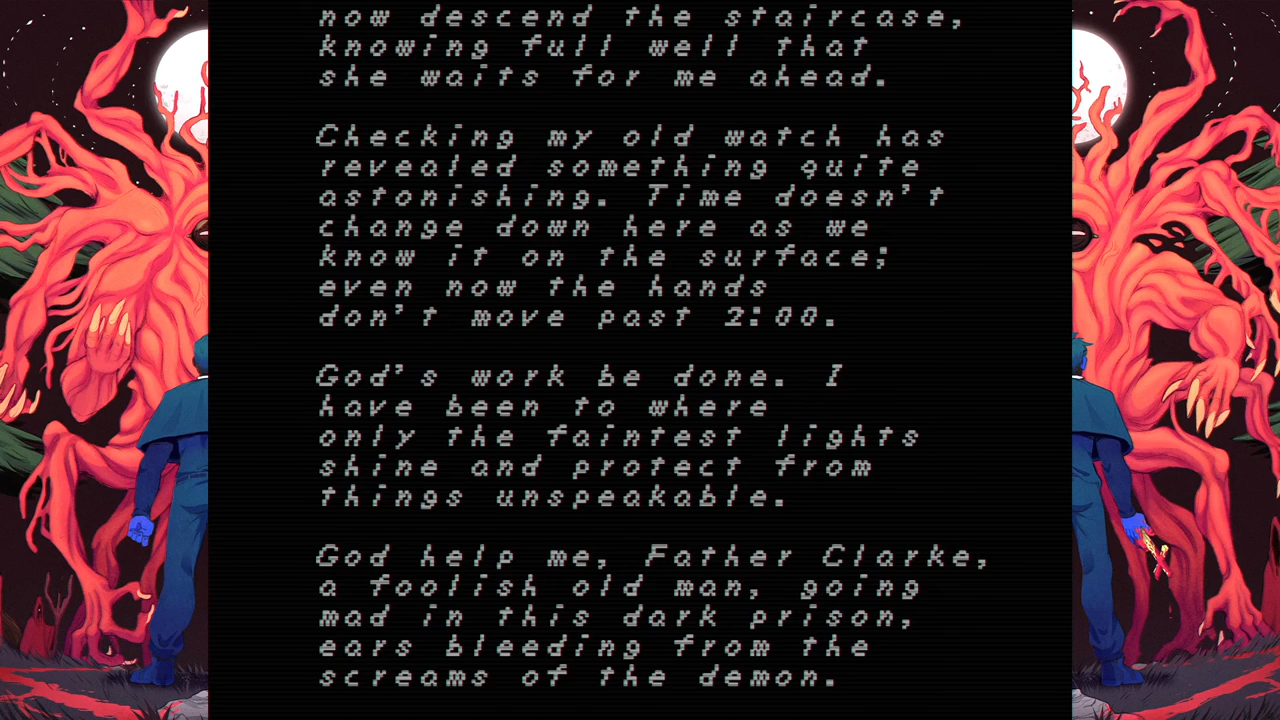 now descend the staircase,
knowing full well that
she waits for me ahead.
Checking my old watch has
revealed something quite
astonishing. Time doesn't
change down here as we
know it on the surface;
even now the hands
don't move past 2:00.
God's work be done. I
have been to where
only the faintest lights
shine and protect from
things unspeakable.
God help me, Father Clarke,
a foolish old man, going
mad in this dark prison,
ears bleeding from the
screams of the demon.